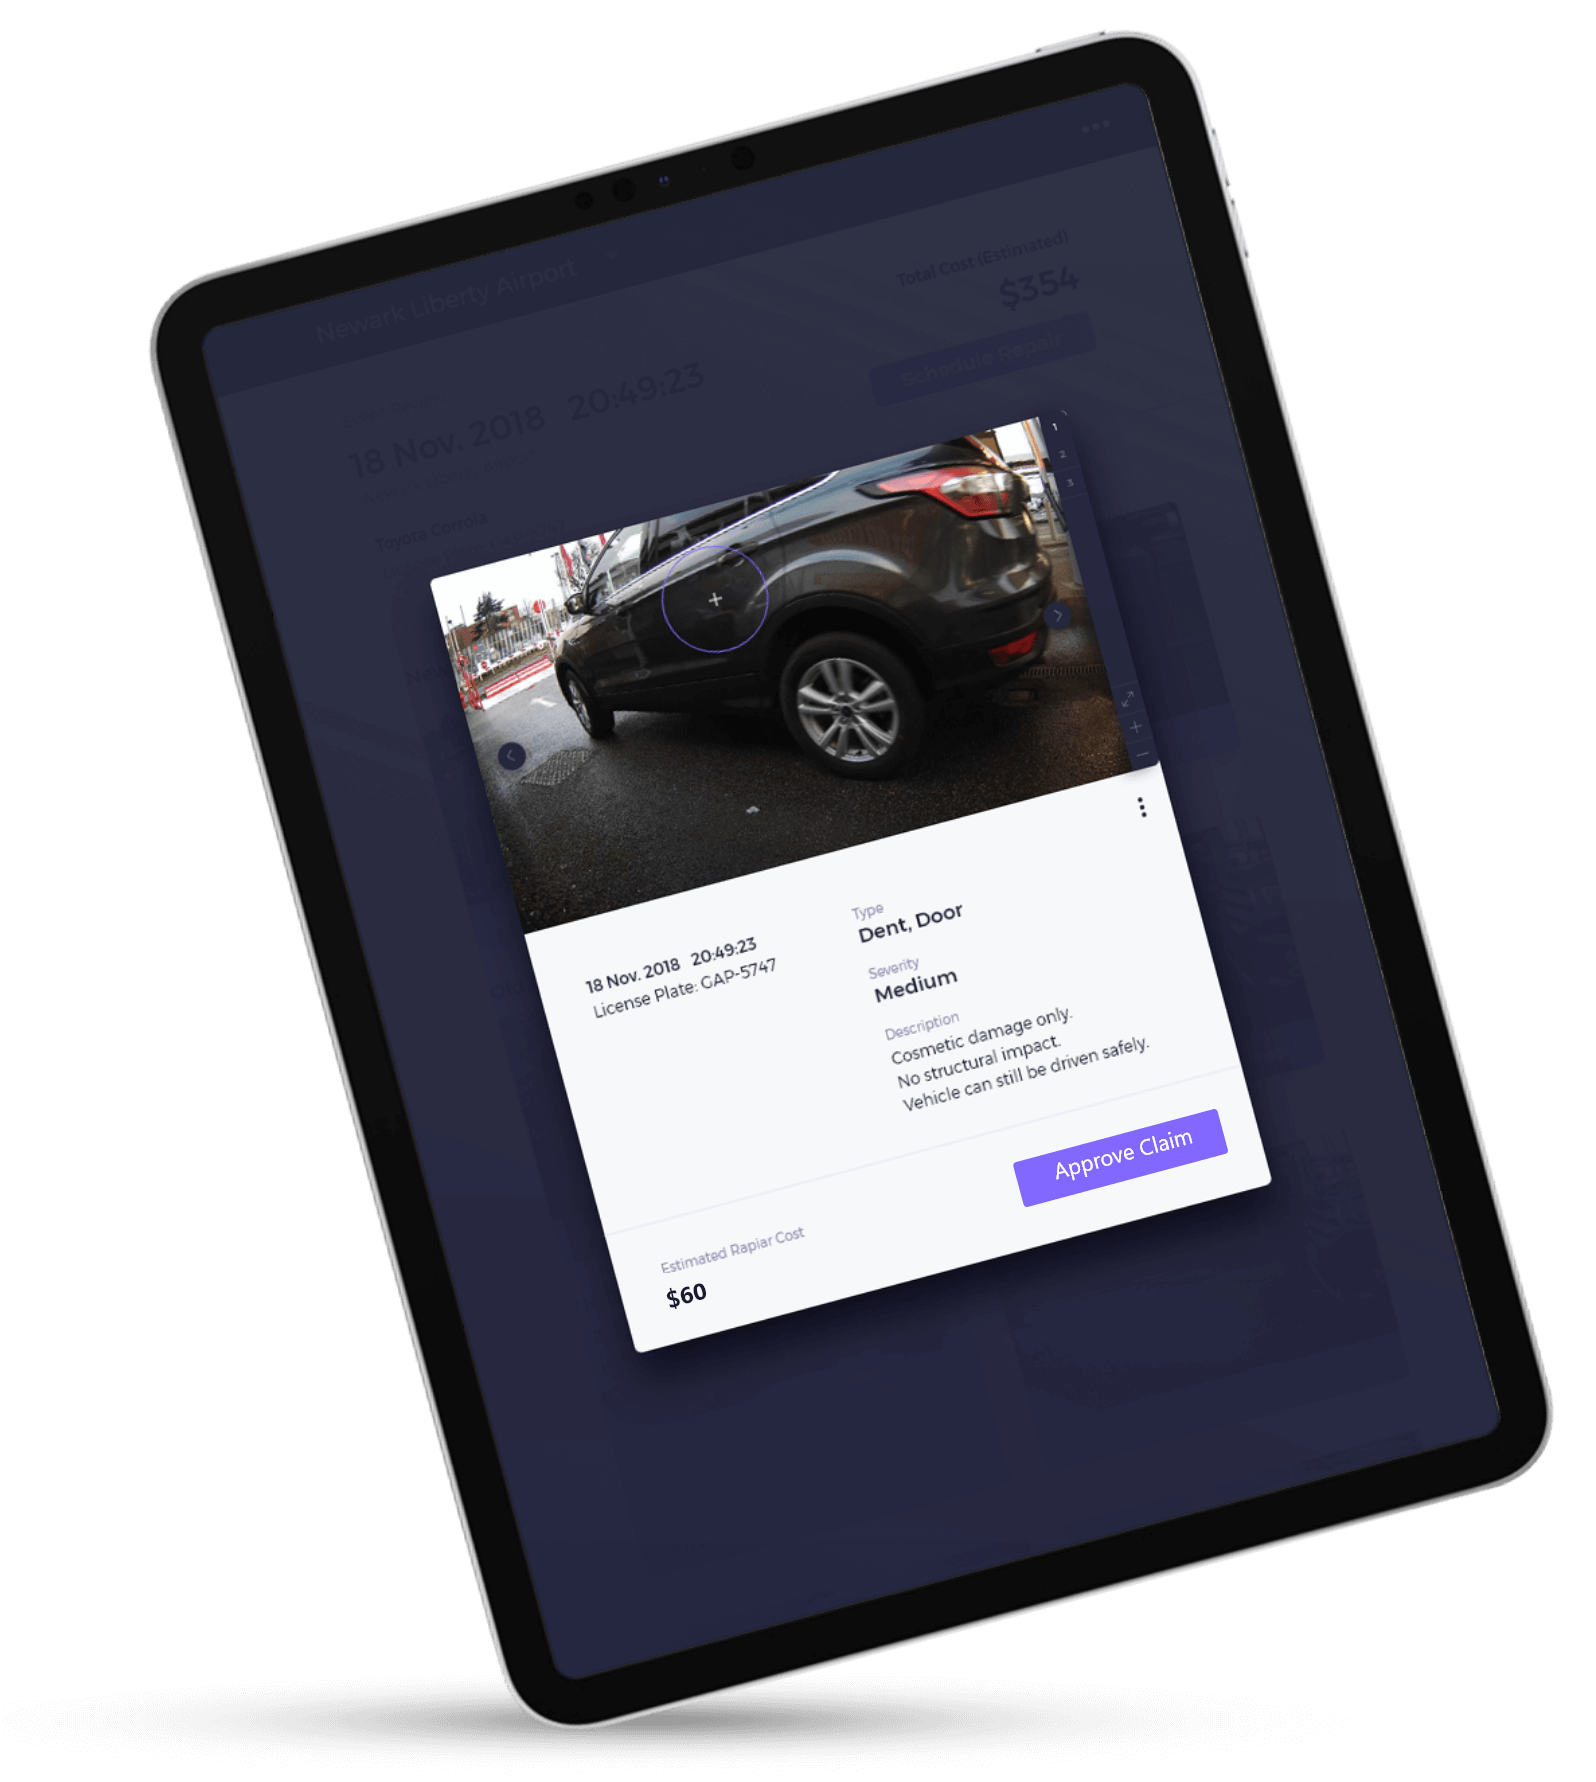 Newark Liberty Airport
Total Cost (Estimated)
$354
Schedule Repair
18 Nov. 2018 20:49:23
Toyota Corrola
1
2
3
18 Nov. 2018 20:49:23
License Plate: GAP-5747
Type
Dent, Door
Severity
Medium
Description
Cosmetic damage only.
No structural impact.
Vehicle can still be driven safely.
Approve Claim
Estimated Rapiar Cost
$60